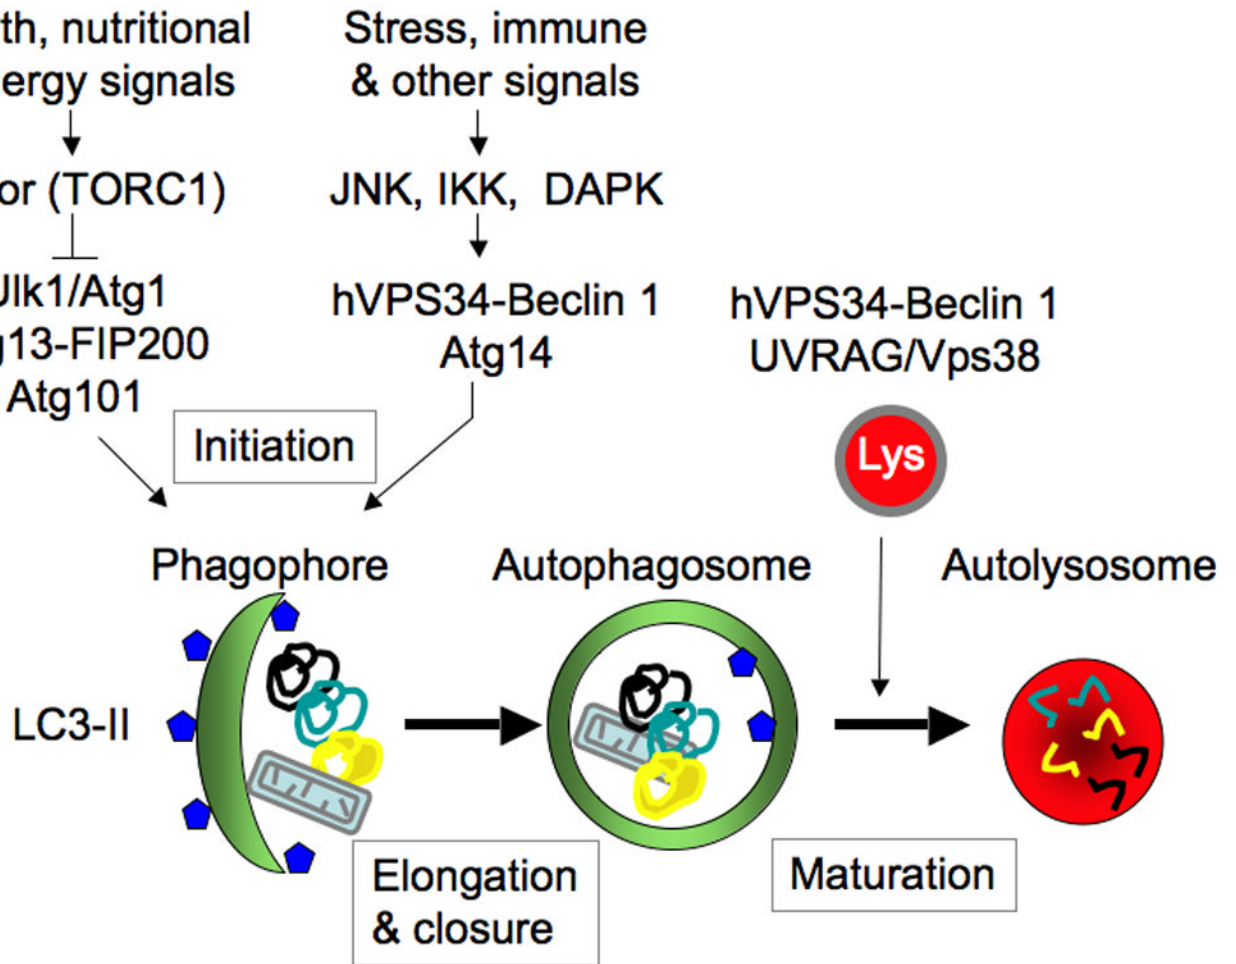 th, nutritional
ergy signals
or (TORC1)
Ulk1/Atg1
g13-FIP200
Atg101
Stress, immune
& other signals
JNK, IKK, DAPK
hVPS34-Beclin 1
Atg14
hVPS34-Beclin 1
UVRAG/Vps38
Initiation
Lys
Phagophore
Autophagosome
Autolysosome
LC3-II
Elongation
& closure
Maturation